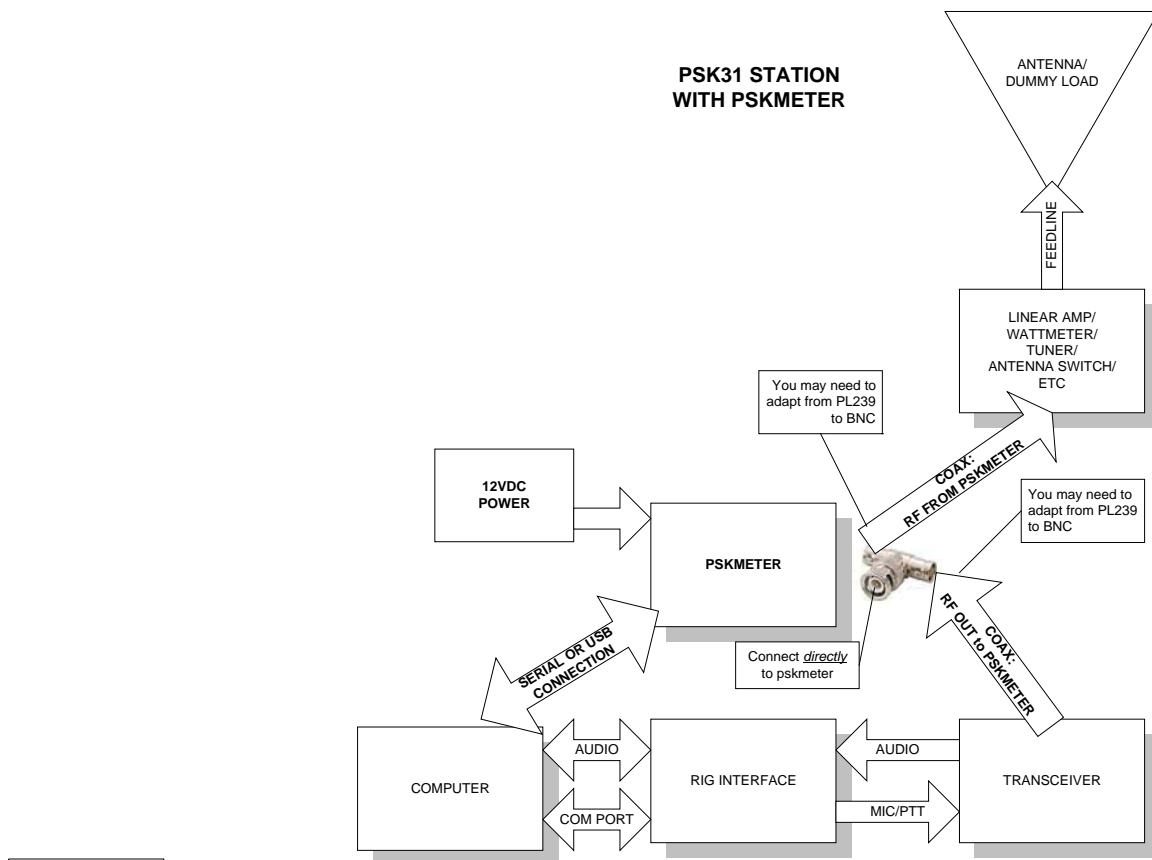 PSK31 STATION
WITH PSKMETER
ANTENNA/
DUMMY LOAD
FEEDLINE
LINEAR AMP/
WATTMETER/
TUNER/
ANTENNA SWITCH/
ETC
You may need to
adapt from PL239
to BNC
COAX:
RF FROM PSKMETER
12VDC
POWER
You may need to
adapt from PL239
to BNC
PSKMETER
COAX:
RF OUT to PSKMETER
SERIAL OR USB
CONNECTION
Connect directly
to pskmeter
COMPUTER
AUDIO
COM PORT
RIG INTERFACE
AUDIO
MIC/PTT
TRANSCEIVER